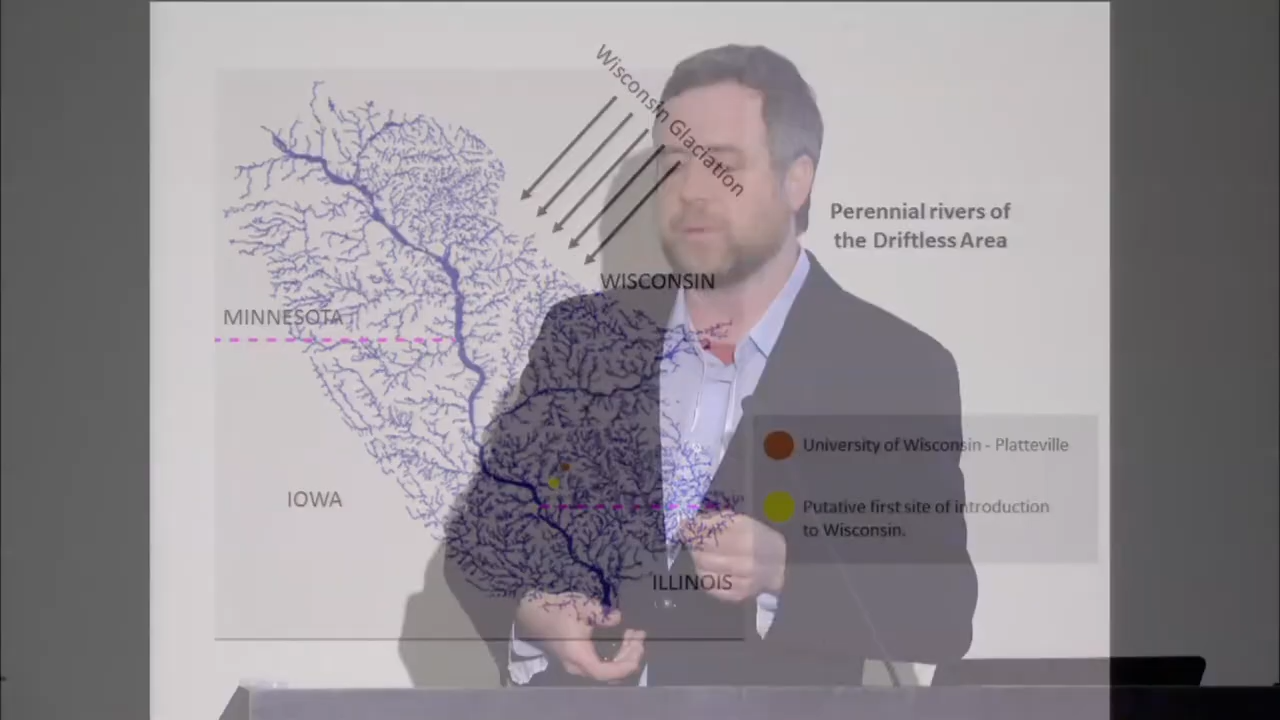 Wisconsin Glaciation
Perennial rivers of
the Driftless Area
WISCONSIN
MINNESOTA
University of Wisconsin - Platteville
IOWA
Putative first site of introduction
to Wisconsin.
ILLINOIS